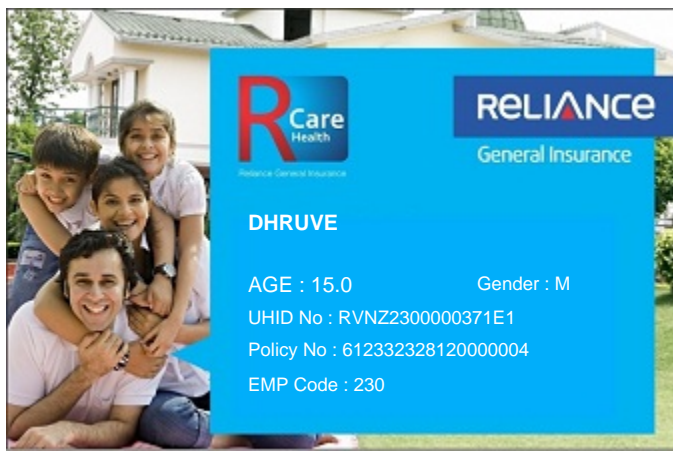 R Care
Health
Reliance General Insurance
RELIANCE
General Insurance
DHRUVE
AGE : 15.0
Gender : M
UHID No : RVNZ2300000371E1
Policy No : 612332328120000004
EMP Code : 230